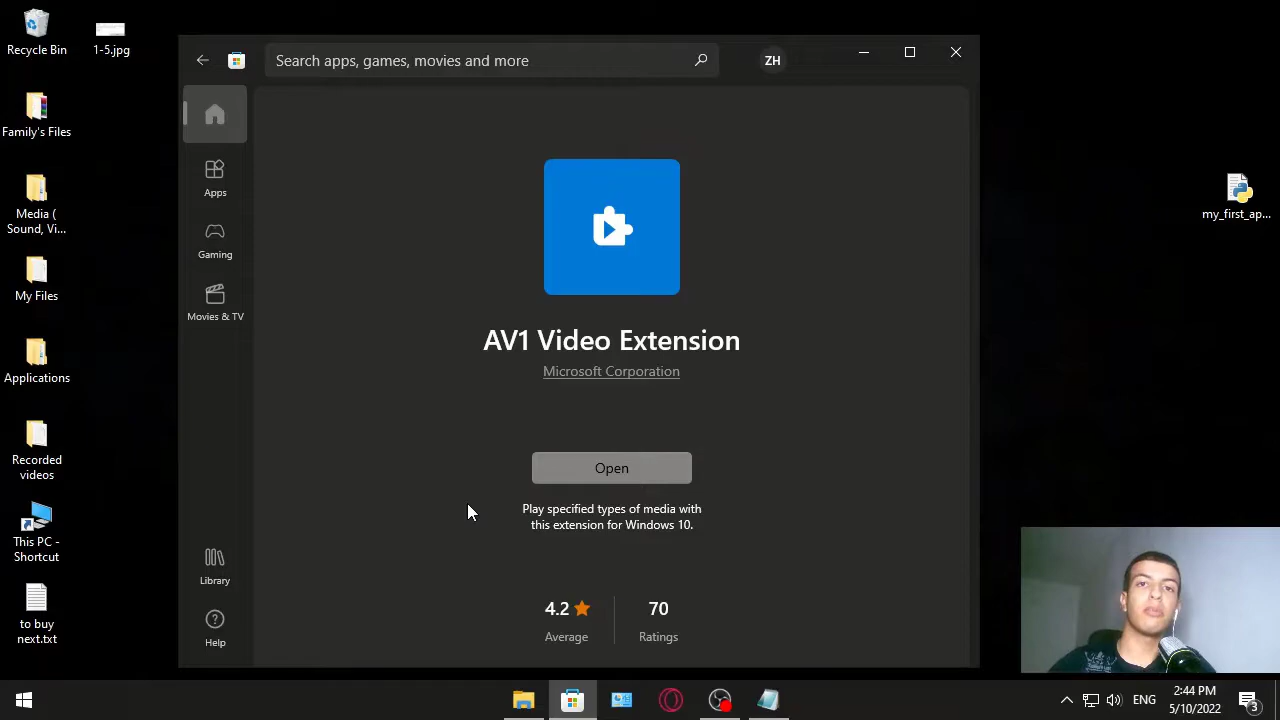 Recycle Bin
1-5.jpg
Family's Files
Media (
Sound, Vi...
My Files
Applications
Recorded
videos
This PC -
Shortcut
to buy
next.txt
Search apps, games, movies and more
ZH
Apps
Gaming
Movies & TV
Library
Help
AV1 Video Extension
Microsoft Corporation
Open
Play specified types of media with
this extension for Windows 10.
4.2
Average
70
Ratings
my_first_ap...
ENG
2:44 PM
5/10/2022
3